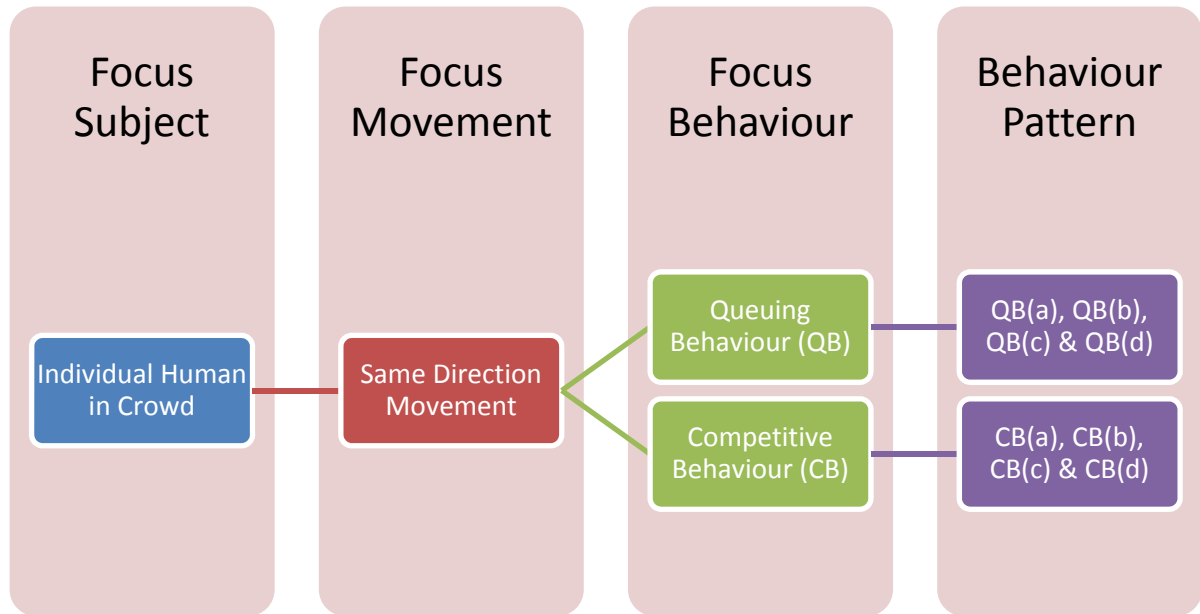 Focus
Subject
Focus
Movement
Focus
Behaviour
Behaviour
Pattern
Individual Human
in Crowd
Same Direction
Movement
Queuing
Behaviour (QB)
QB(a), QB(b),
QB(c) & QB(d)
Competitive
Behaviour (CB)
CB(a), CB(b),
CB(c) & CB(d)